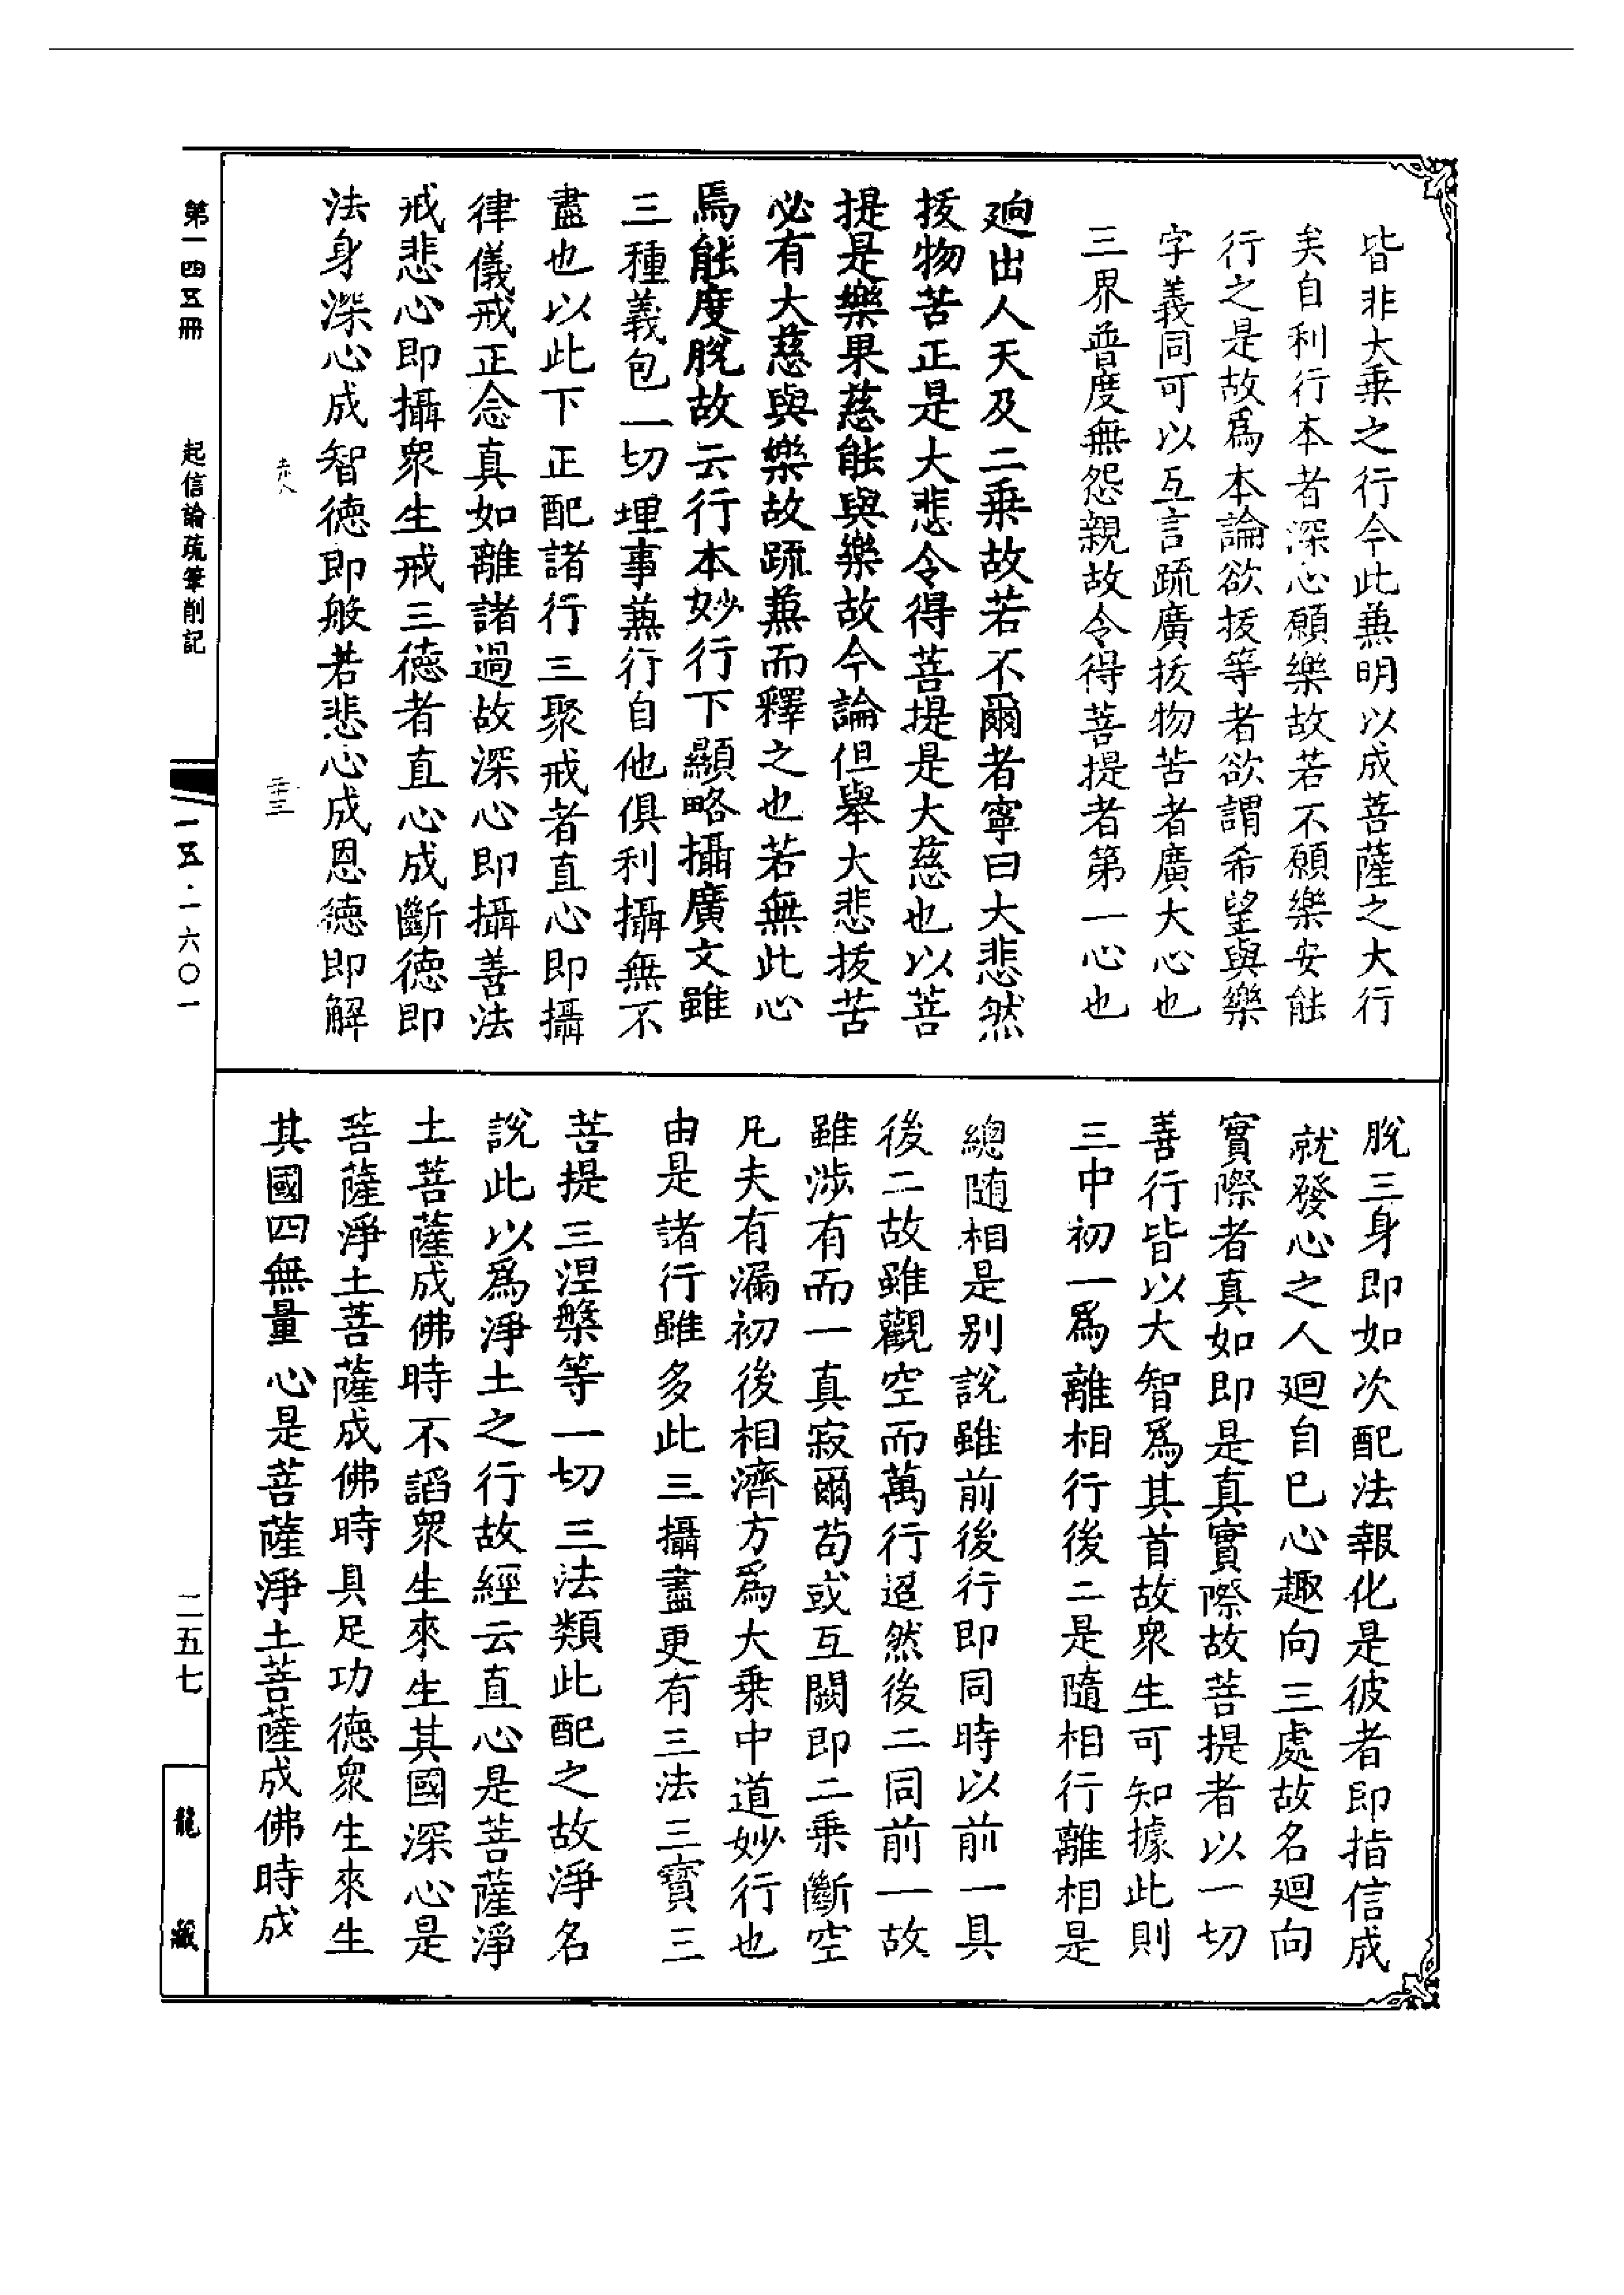 皆非大乗之行今此兼明以成菩薩之大行
矣自利行本者深心願樂故若不願樂安能
行之是故爲本論欲拔等者欲謂希望與樂
字義同可以互言疏廣拔物苦者廣大心也
三界普度無怨親故令得菩提者第一心也
逈出人天及二乗故若不爾者寧曰大悲然
拔物苦正是大悲令得菩提是大慈也以菩
提是樂果慈能與樂故今論但舉大悲拔苦
必有大慈與樂故疏兼而釋之也若無此心
焉能度脫故云行本妙行下顯略攝廣文雖
三種義包一切理事兼行自他俱利攝無不
盡也以此下正配諸行三聚戒者直心即攝
律儀戒正念真如離諸過故深心即攝善法
戒悲心即攝衆生戒三德者直心成斷德即
法身深心成智德即般若悲心成恩德即解
脫三身即如次配法報化是彼者即指信成
就發心之人廻自巳心趣向三處故名廻向
實際者真如即是真實際故菩提者以一切
善行皆以大智爲其首故衆生可知據此則
三中初一爲離相行後二是隨相行離相是
總随相是别說雖前後行即同時以前一具
後二故雖觀空而萬行迢然後二同前一故
雖涉有而一真寂爾苟或互闕即二乗斷空
凡夫有漏初後相濟方爲大乗中道妙行也
由是諸行雖多此三攝盡更有三法三寳三
菩提三涅槃等一切三法類此配之故淨名
說此以爲淨土之行故經云直心是菩薩淨
土菩薩成佛時不諂衆生來生其國深心是
菩薩淨土菩薩成佛時具足功德衆生來生
其國四無量心是菩薩淨土菩薩成佛時成
第一四五冊
起信論疏筆削記
一五·一六〇一
二五七
龍藏